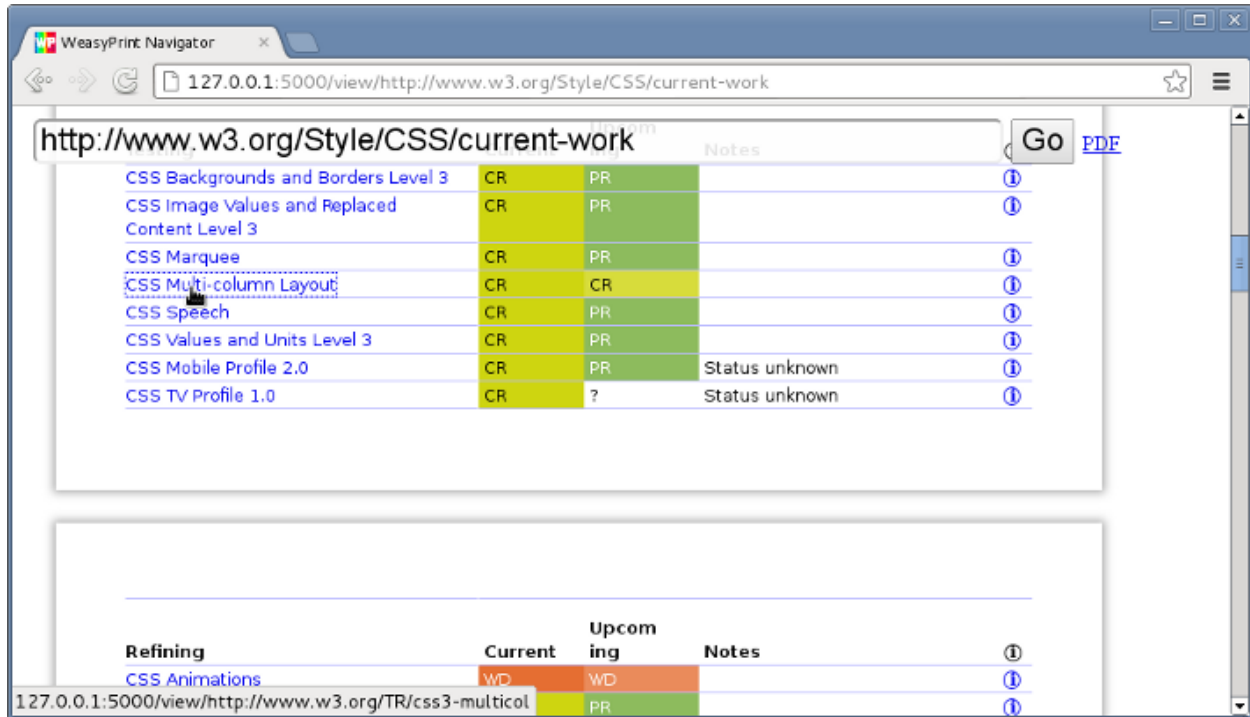 WeasyPrint Navigator
127.0.0.1:5000/view/http://www.w3.org/Style/CSS/current-work
http://www.w3.org/Style/CSS/current-work Go PDF
Testing Current Upcom
ing Notes
CSS Backgrounds and Borders Level 3 CR PR
CSS Image Values and Replaced CR PR
Content Level 3
CSS Marquee CR PR
CSS Multi-column Layout CR CR
CSS Speech CR PR
CSS Values and Units Level 3 CR PR
CSS Mobile Profile 2.0 CR PR Status unknown
CSS TV Profile 1.0 CR ? Status unknown
Upcom
Refining Current ing Notes
CSS Animations WD WD
127.0.0.1:5000/view/http://www.w3.org/TR/css3-multicol PR